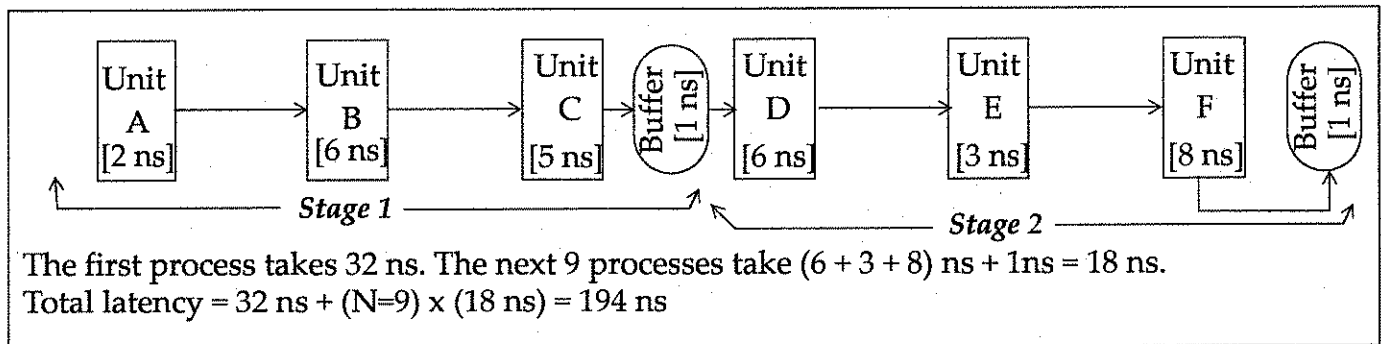 Unit
A
[2 ns]
Unit
B
[6 ns]
Unit
C
[5 ns]
Buffer
[1 ns]
Unit
D
[6 ns]
Unit
E
[3 ns]
Unit
F
[8 ns]
Buffer
[1 ns]
Stage 1
Stage 2
The first process takes 32 ns. The next 9 processes take (6 + 3 + 8) ns + 1ns = 18 ns.
Total latency = 32 ns + (N=9) x (18 ns) = 194 ns